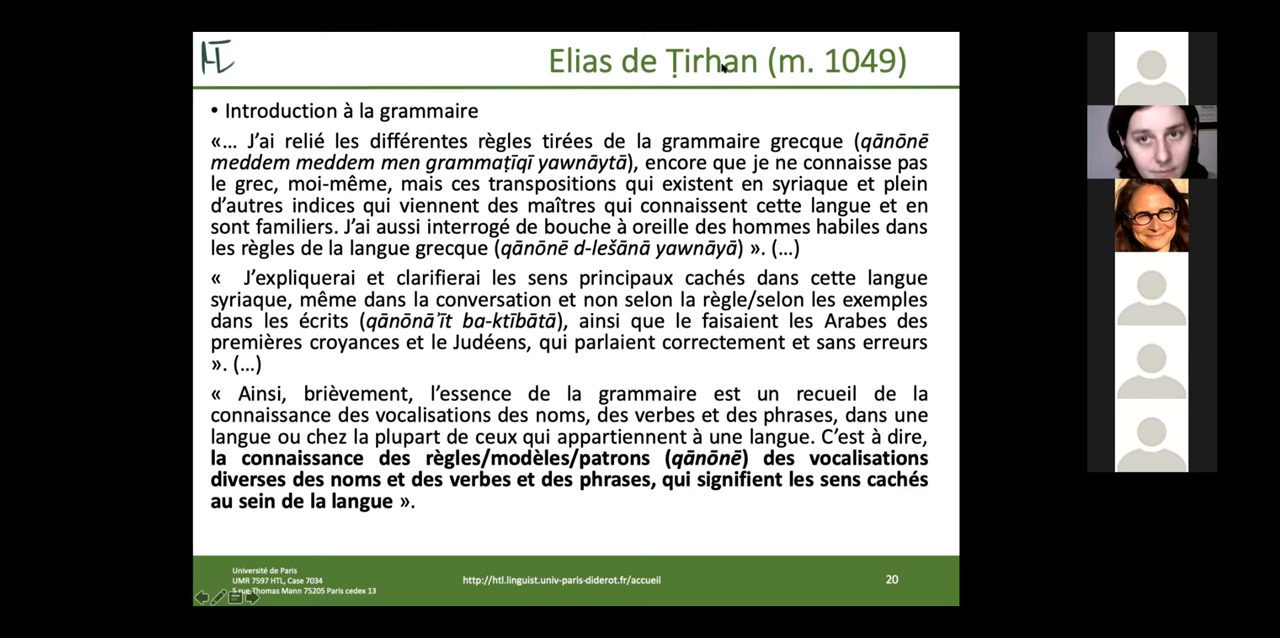 HTL
Elias de Ṭirhan (m. 1049)
• Introduction à la grammaire
«… J’ai relié les différentes règles tirées de la grammaire grecque (qānōnē
meddem meddem men grammaṭīqī yawnāytā), encore que je ne connaisse pas
le grec, moi-même, mais ces transpositions qui existent en syriaque et plein
d’autres indices qui viennent des maîtres qui connaissent cette langue et en
sont familiers. J’ai aussi interrogé de bouche à oreille des hommes habiles dans
les règles de la langue grecque (qānōnē d-lešānā yawnāyā) ». (…)
« J’expliquerai et clarifierai les sens principaux cachés dans cette langue
syriaque, même dans la conversation et non selon la règle/selon les exemples
dans les écrits (qānōnāʾīt ba-ktībātā), ainsi que le faisaient les Arabes des
premières croyances et le Judéens, qui parlaient correctement et sans erreurs
». (…)
« Ainsi, brièvement, l’essence de la grammaire est un recueil de la
connaissance des vocalisations des noms, des verbes et des phrases, dans une
langue ou chez la plupart de ceux qui appartiennent à une langue. C’est à dire,
la connaissance des règles/modèles/patrons (qānōnē) des vocalisations
diverses des noms et des verbes et des phrases, qui signifient les sens cachés
au sein de la langue ».
Université de Paris
UMR 7597 HTL, Case 7034
5 rue Thomas Mann 75205 Paris cedex 13
http://htl.linguist.univ-paris-diderot.fr/accueil
20